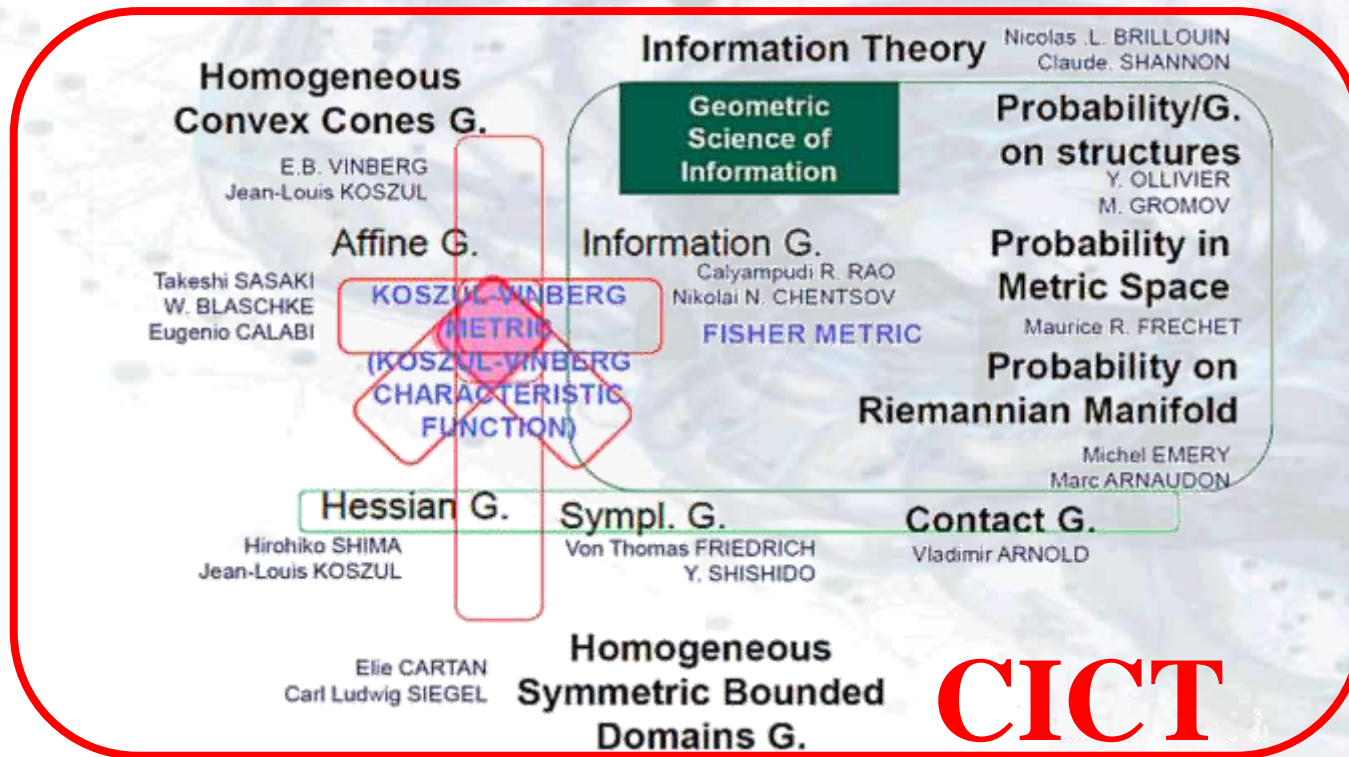 Information Theory
Nicolas .L. BRILLOUIN
Claude. SHANNON
Homogeneous
Convex Cones G.
E.B. VINBERG
Jean-Louis KOSZUL
Geometric
Science of
Information
Probability/G.
on structures
Y. OLLIVIER
M. GROMOV
Affine G.
Takeshi SASAKI
W. BLASCHKE
Eugenio CALABI
Information G.
Calyampudi R. RAO
Nikolai N. CHENTSOV
FISHER METRIC
Probability in
Metric Space
Maurice R. FRECHET
KOSZUL-VINBERG
METRIC
(KOSZUL-VINBERG
CHARACTERISTIC
FUNCTION)
Probability on
Riemannian Manifold
Michel EMERY
Marc ARNAUDON
Hessian G.
Hirohiko SHIMA
Jean-Louis KOSZUL
Sympl. G.
Von Thomas FRIEDRICH
Y. SHISHIDO
Contact G.
Vladimir ARNOLD
Elie CARTAN
Carl Ludwig SIEGEL
Homogeneous
Symmetric Bounded
Domains G.
CICT